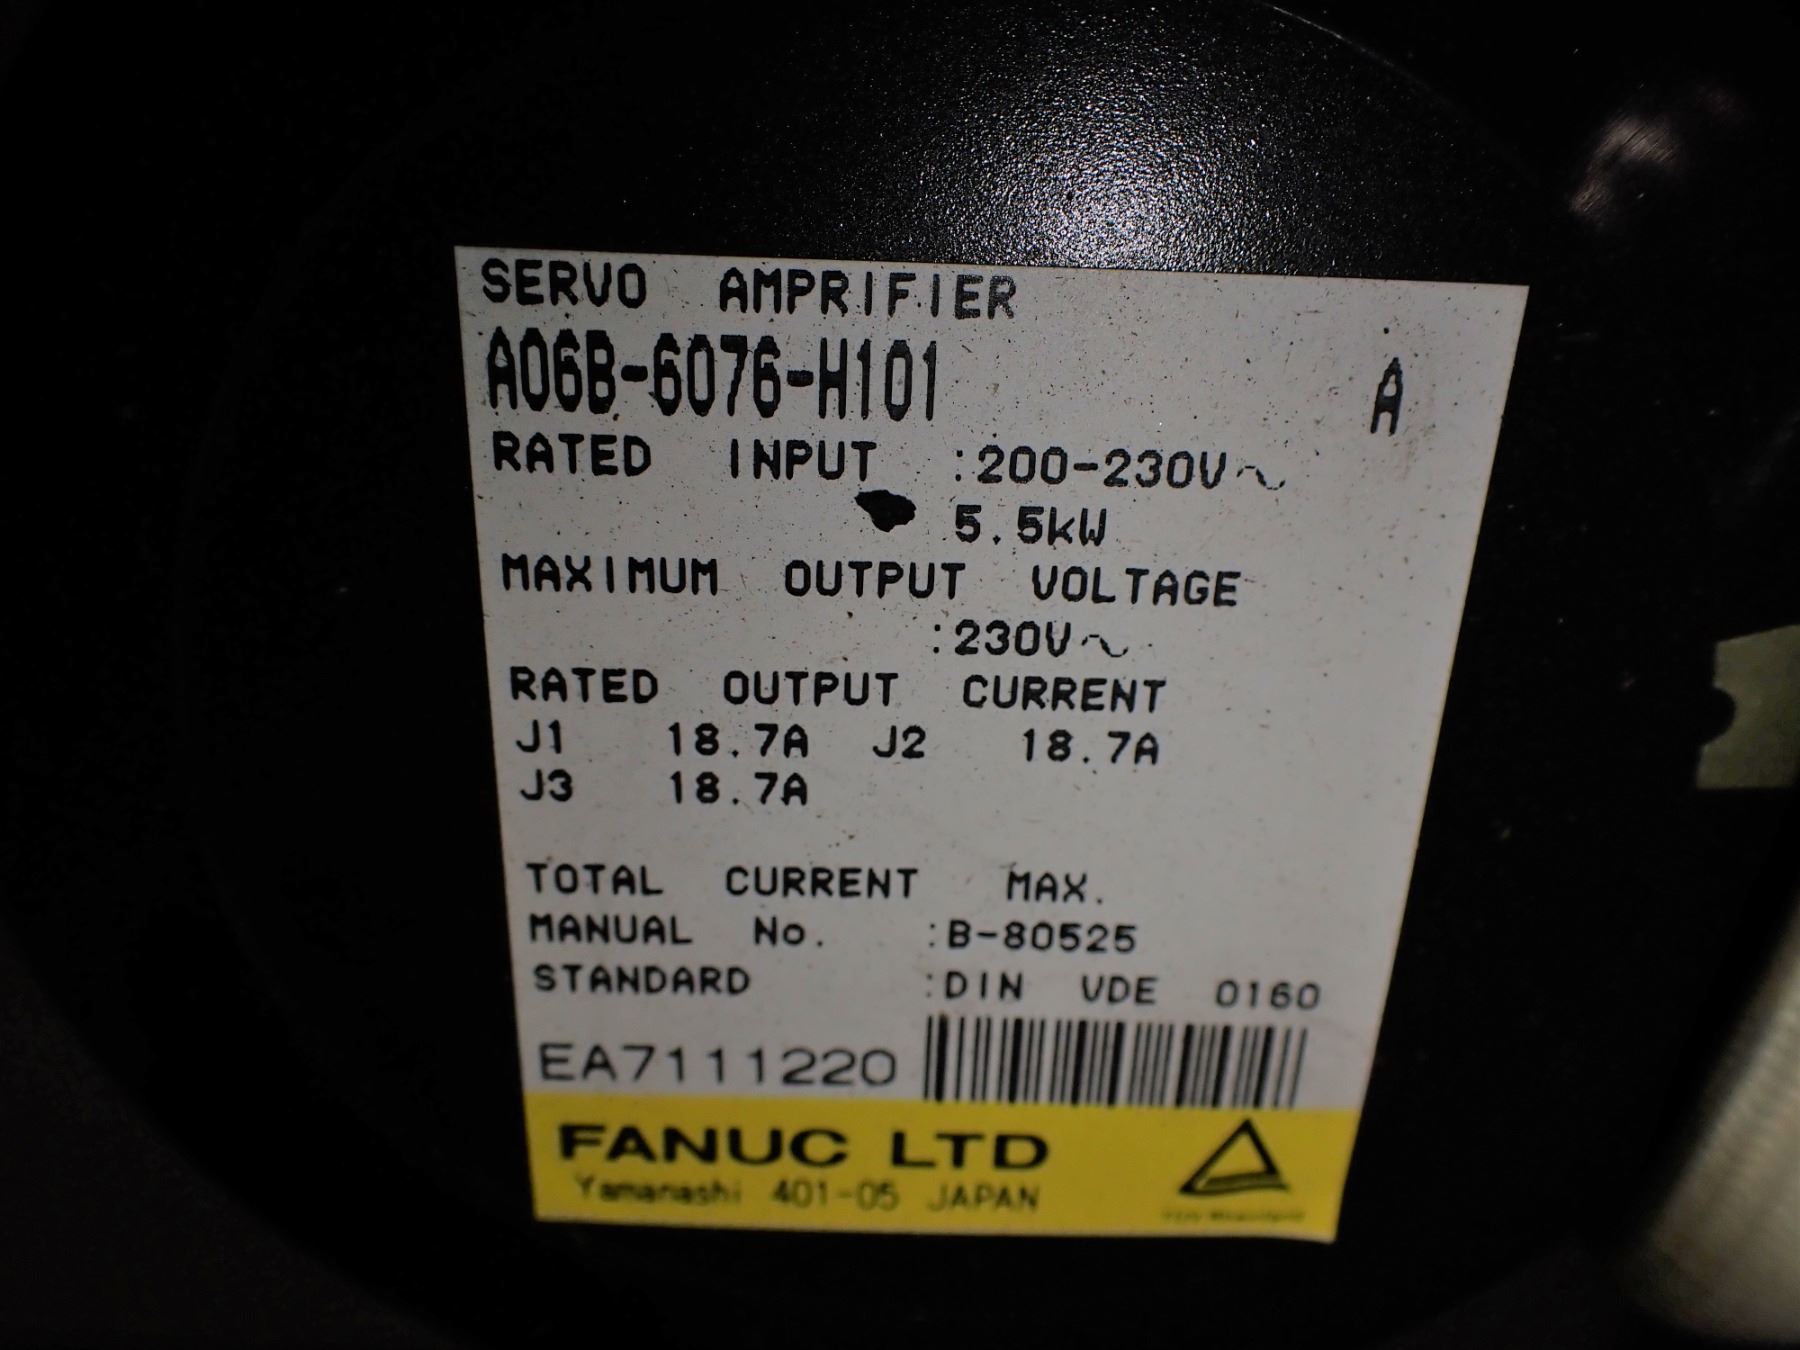 SERVO AMPRIFIER
A06B-6076-H101 A
RATED INPUT :200-230V~
5.5kW
MAXIMUM OUTPUT VOLTAGE
:230V~
RATED OUTPUT CURRENT
J1 18.7A J2 18.7A
J3 18.7A
TOTAL CURRENT MAX.
MANUAL No. :B-80525
STANDARD :DIN VDE 0160
EA7111220
FANUC LTD
Yamanashi 401-05 JAPAN